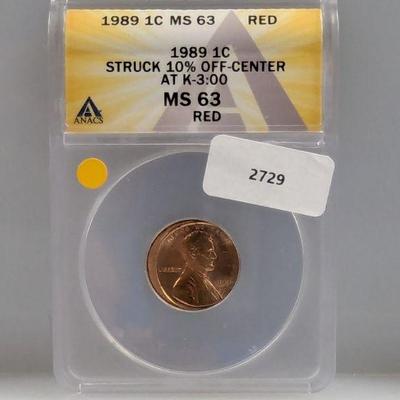 1989 1C MS 63 RED
1989 1C
STRUCK 10% OFF-CENTER
AT K-3:00
MS 63
RED
ANACS
2729
LIBERTY